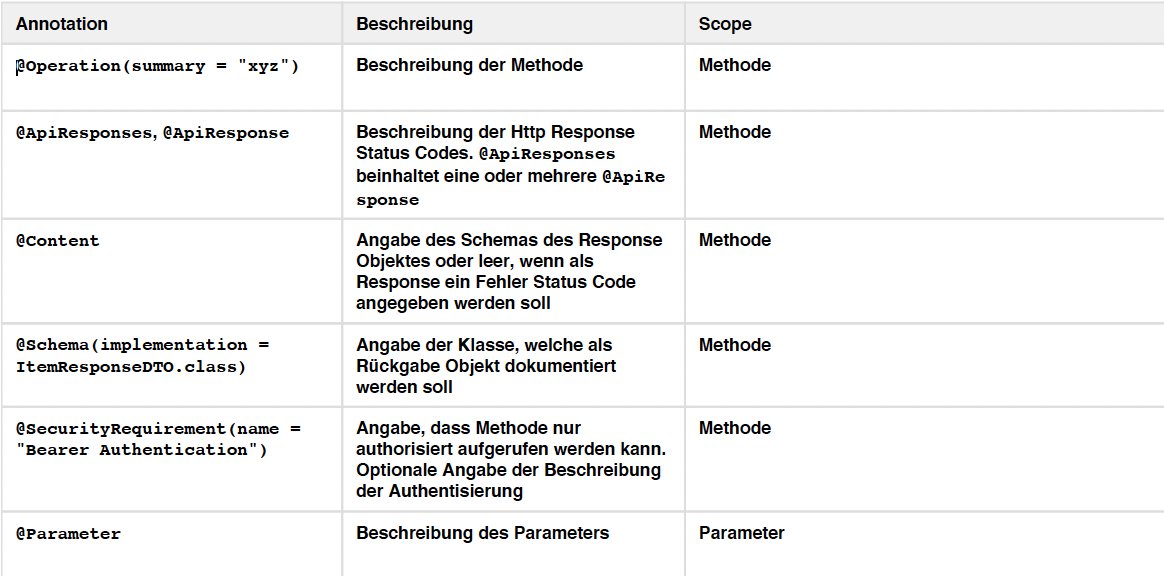 Annotation Beschreibung Scope
@Operation(summary = "xyz") Beschreibung der Methode Methode
@ApiResponses, @ApiResponse Beschreibung der Http Response Methode
Status Codes. @ApiResponses
beinhaltet eine oder mehrere @ApiRe
sponse
@Content Angabe des Schemas des Response Methode
Objektes oder leer, wenn als
Response ein Fehler Status Code
angegeben werden soll
@Schema(implementation = Angabe der Klasse, welche als Methode
ItemResponseDTO.class) Rückgabe Objekt dokumentiert
werden soll
@SecurityRequirement(name = Angabe, dass Methode nur Methode
"Bearer Authentication") authorisiert aufgerufen werden kann.
Optionale Angabe der Beschreibung
der Authentisierung
@Parameter Beschreibung des Parameters Parameter